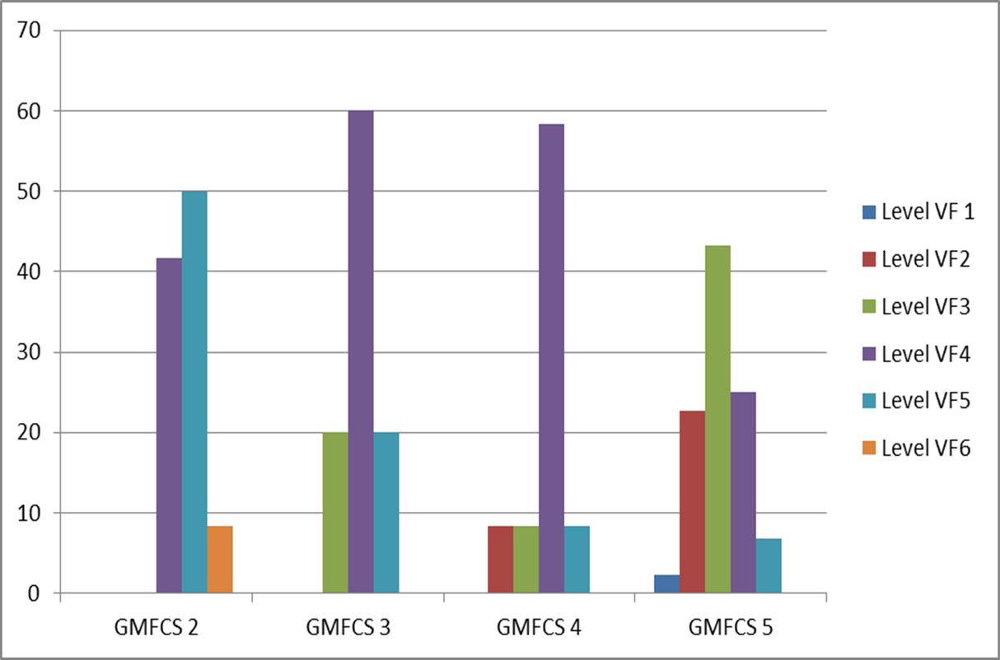 70
60
50
40
30
20
10
0
GMFCS 2
GMFCS 3
GMFCS 4
GMFCS 5
Level VF 1
Level VF2
Level VF3
Level VF4
Level VF5
Level VF6